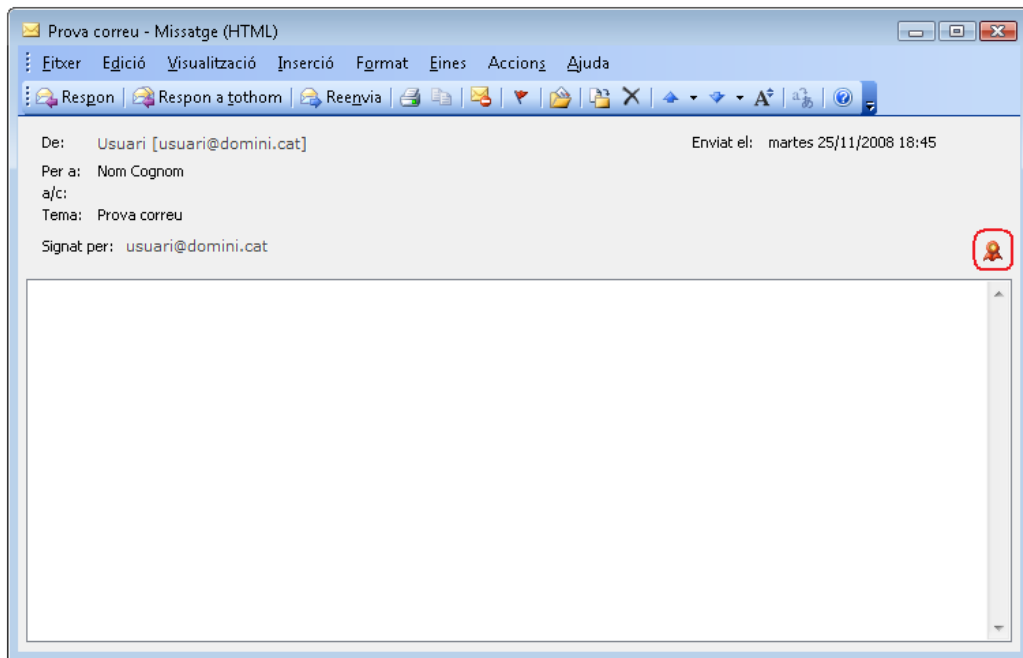 Prova correu - Missatge (HTML)
Eitxer Edició Visualització Inserció Format Eines Accions Ajuda
Respon Respon a tothom Reenvia
De: Usuari [usuari@domini.cat] Enviat el: martes 25/11/2008 18:45
Per a: Nom Cognom
a/c:
Tema: Prova correu
Signat per: usuari@domini.cat